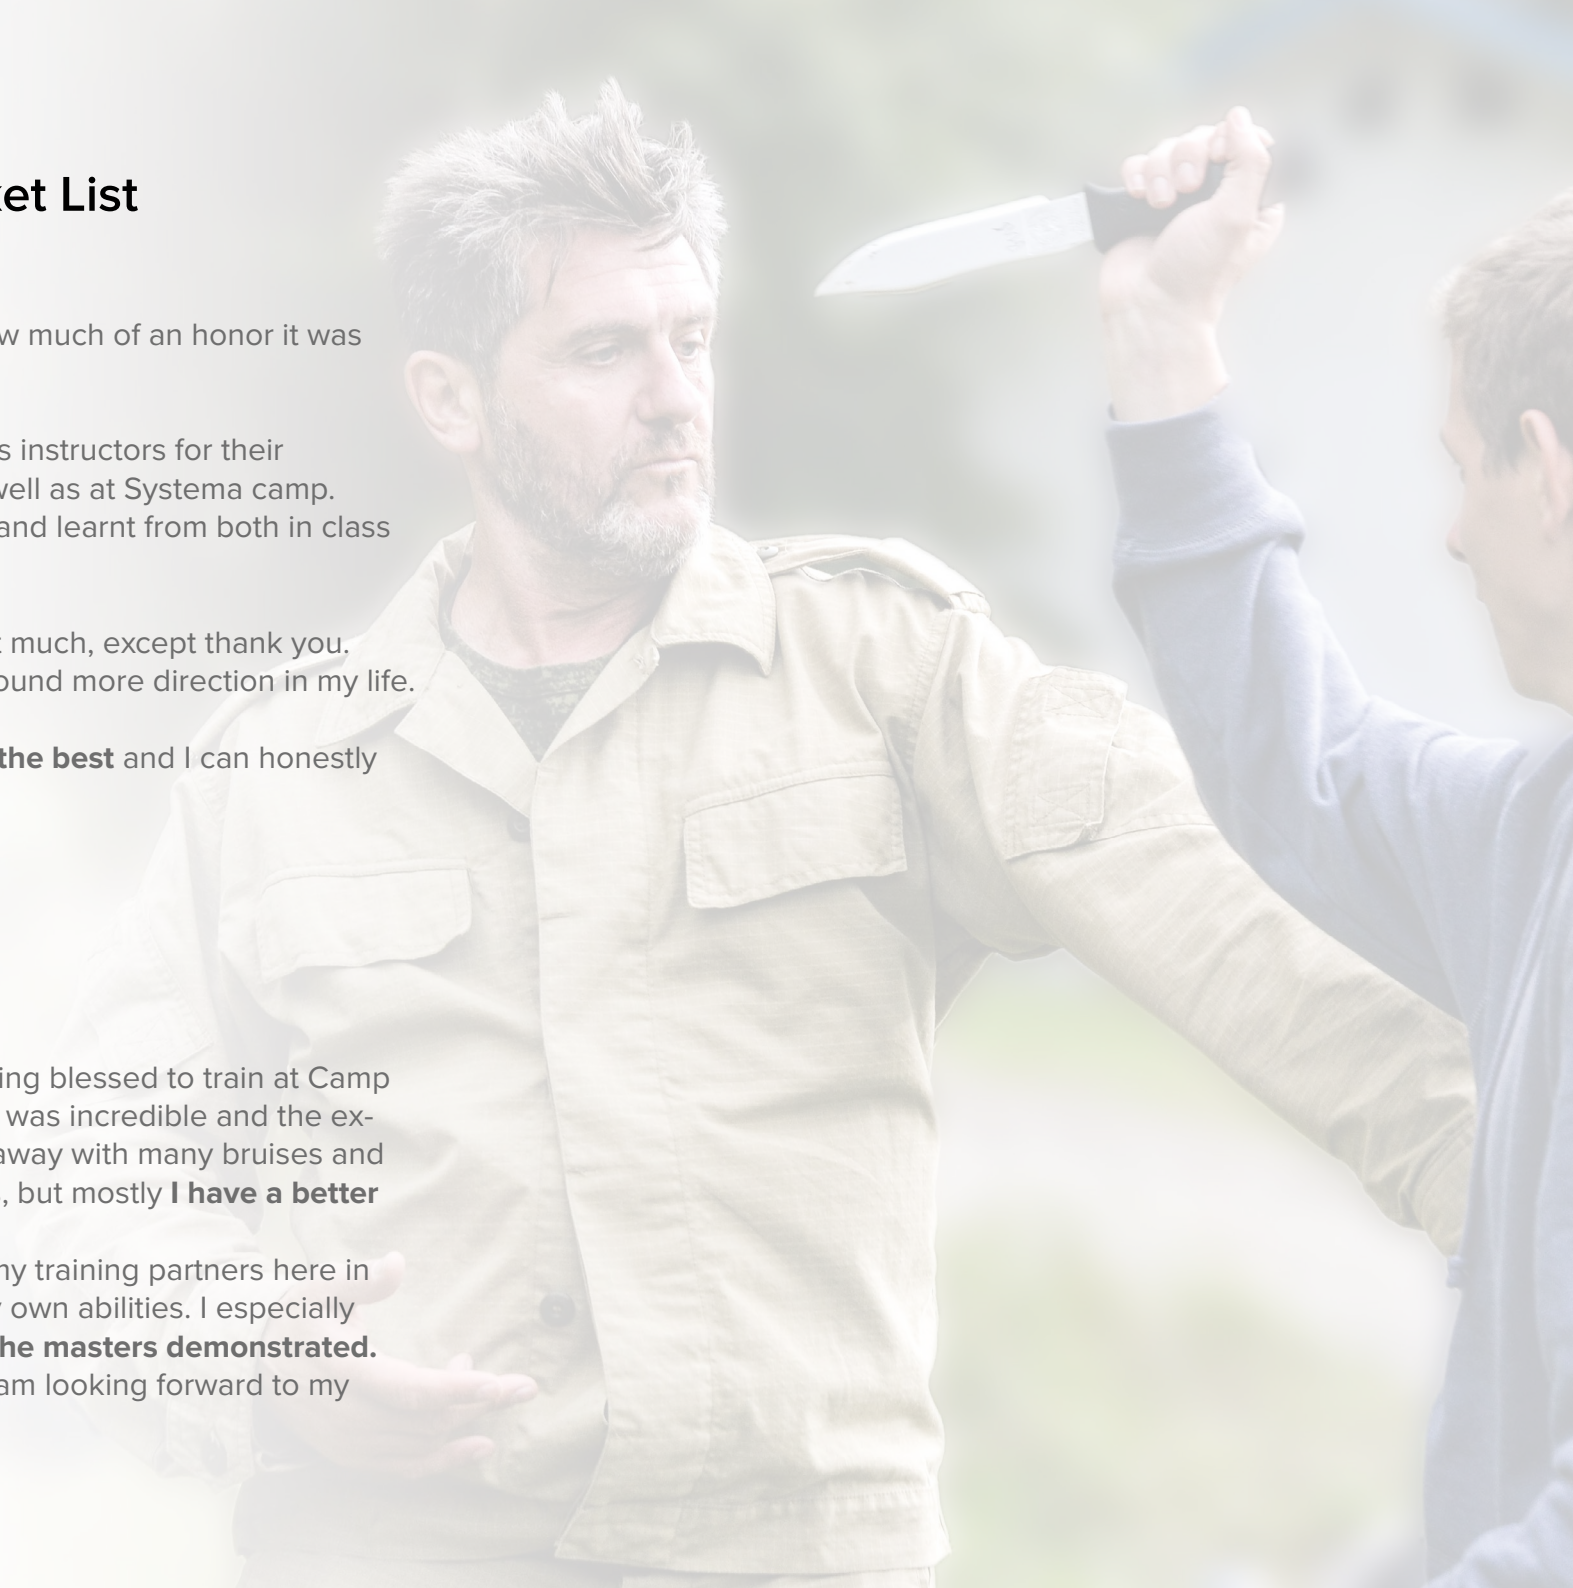 et List
w much of an honor it was
s instructors for their
well as at Systema camp.
and learnt from both in class
t much, except thank you.
ound more direction in my life.
the best and I can honestly
ing blessed to train at Camp
was incredible and the ex-
away with many bruises and
, but mostly I have a better
my training partners here in
own abilities. I especially
he masters demonstrated.
am looking forward to my